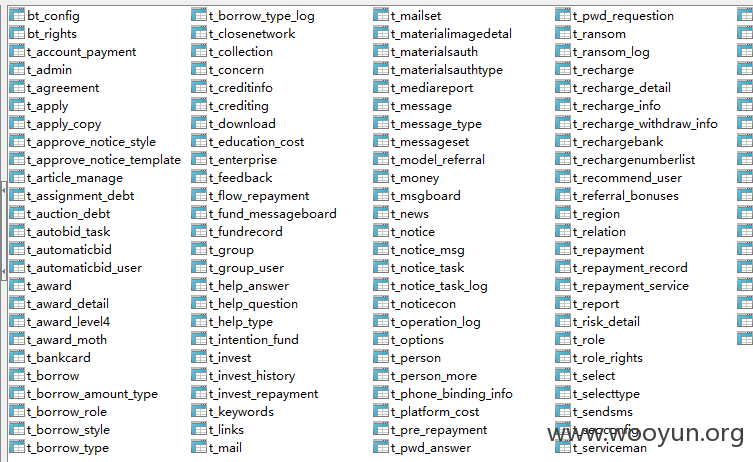 bt_config
bt_rights
t_account_payment
t_admin
t_agreement
t_apply
t_apply_copy
t_approve_notice_style
t_approve_notice_template
t_article_manage
t_assignment_debt
t_auction_debt
t_autobid_task
t_automaticbid
t_automaticbid_user
t_award
t_award_detail
t_award_level4
t_award_moth
t_bankcard
t_borrow
t_borrow_amount_type
t_borrow_role
t_borrow_style
t_borrow_type
t_borrow_type_log
t_closenetwork
t_collection
t_concern
t_creditinfo
t_crediting
t_download
t_education_cost
t_enterprise
t_feedback
t_flow_repayment
t_fund_messageboard
t_fundrecord
t_group
t_group_user
t_help_answer
t_help_question
t_help_type
t_intention_fund
t_invest
t_invest_history
t_invest_repayment
t_keywords
t_links
t_mail
t_mailset
t_materialimagedetal
t_materialsauth
t_materialsauthtype
t_mediareport
t_message
t_message_type
t_messageset
t_model_referral
t_money
t_msgboard
t_news
t_notice
t_notice_msg
t_notice_task
t_notice_task_log
t_noticecon
t_operation_log
t_options
t_person
t_person_more
t_phone_binding_info
t_platform_cost
t_pre_repayment
t_pwd_answer
t_pwd_requestion
t_ransom
t_ransom_log
t_recharge
t_recharge_detail
t_recharge_info
t_recharge_withdraw_info
t_rechargebank
t_rechargenumberlist
t_recommend_user
t_referral_bonuses
t_region
t_relation
t_repayment
t_repayment_record
t_repayment_service
t_report
t_risk_detail
t_role
t_role_rights
t_select
t_selecttype
t_sendsms
t_seoconfig
t_serviceman
www.wooyun.org